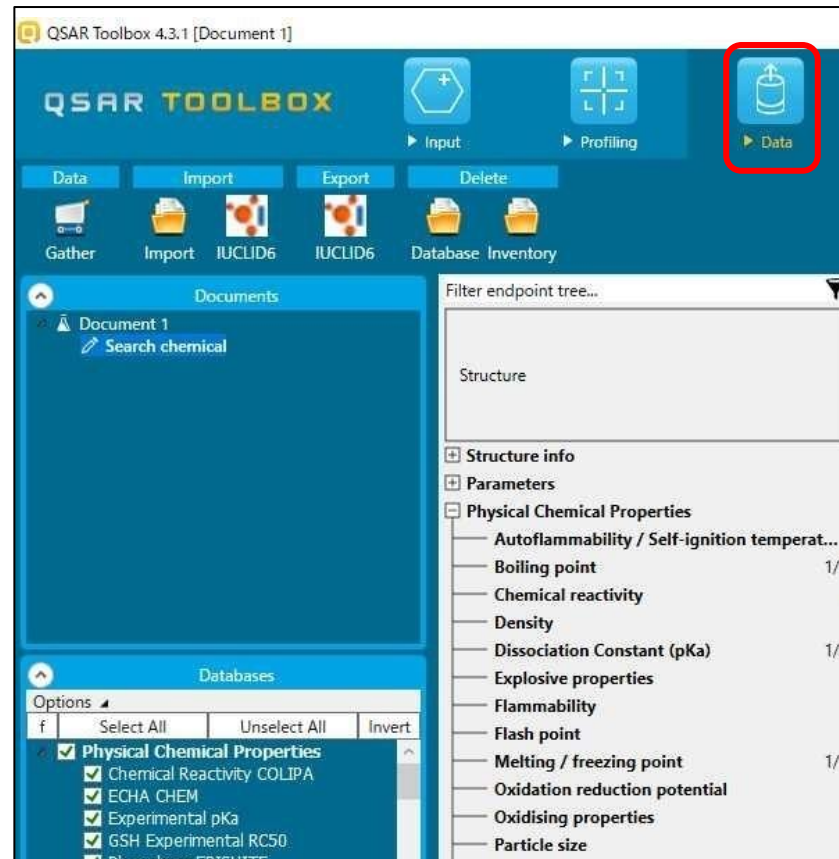 QSAR Toolbox 4.3.1 [Document 1]
QSAR TOOLBOX
Input
Profiling
Data
Data Import Export Delete
Gather Import IUCLID6 IUCLID6 Database Inventory
Documents
Document 1
Search chemical
Databases
Options
f Select All Unselect All Invert
Physical Chemical Properties
Chemical Reactivity COLIPA
ECHA CHEM
Experimental pKa
GSH Experimental RC50
Filter endpoint tree...
Structure
Structure info
Parameters
Physical Chemical Properties
Autoflammability / Self-ignition temperat...
Boiling point 1/
Chemical reactivity
Density
Dissociation Constant (pKa) 1/
Explosive properties
Flammability
Flash point
Melting / freezing point 1/
Oxidation reduction potential
Oxidising properties
Particle size